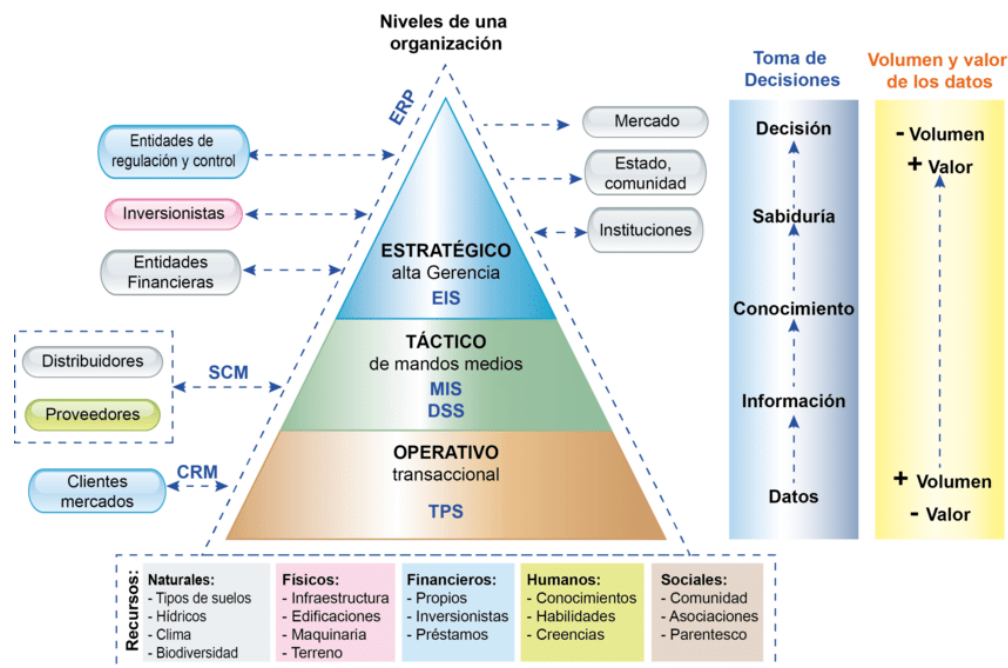 Niveles de una
organización
ERP
Entidades de
regulación y control
Inversionistas
Entidades
Financieras
Distribuidores
Proveedores
SCM
Clientes
mercados
CRM
Mercado
Estado,
comunidad
Instituciones
ESTRATÉGICO
alta Gerencia
EIS
TÁCTICO
de mandos medios
MIS
DSS
OPERATIVO
transaccional
TPS
Toma de
Decisiones
Decisión
Sabiduría
Conocimiento
Información
Datos
Volumen y valor
de los datos
- Volumen
+ Valor
+ Volumen
- Valor
Recursos:
Naturales:
- Tipos de suelos
- Hídricos
- Clima
- Biodiversidad
Físicos:
- Infraestructura
- Edificaciones
- Maquinaria
- Terreno
Financieros:
- Propios
- Inversionistas
- Préstamos
Humanos:
- Conocimientos
- Habilidades
- Creencias
Sociales:
- Comunidad
- Asociaciones
- Parentesco